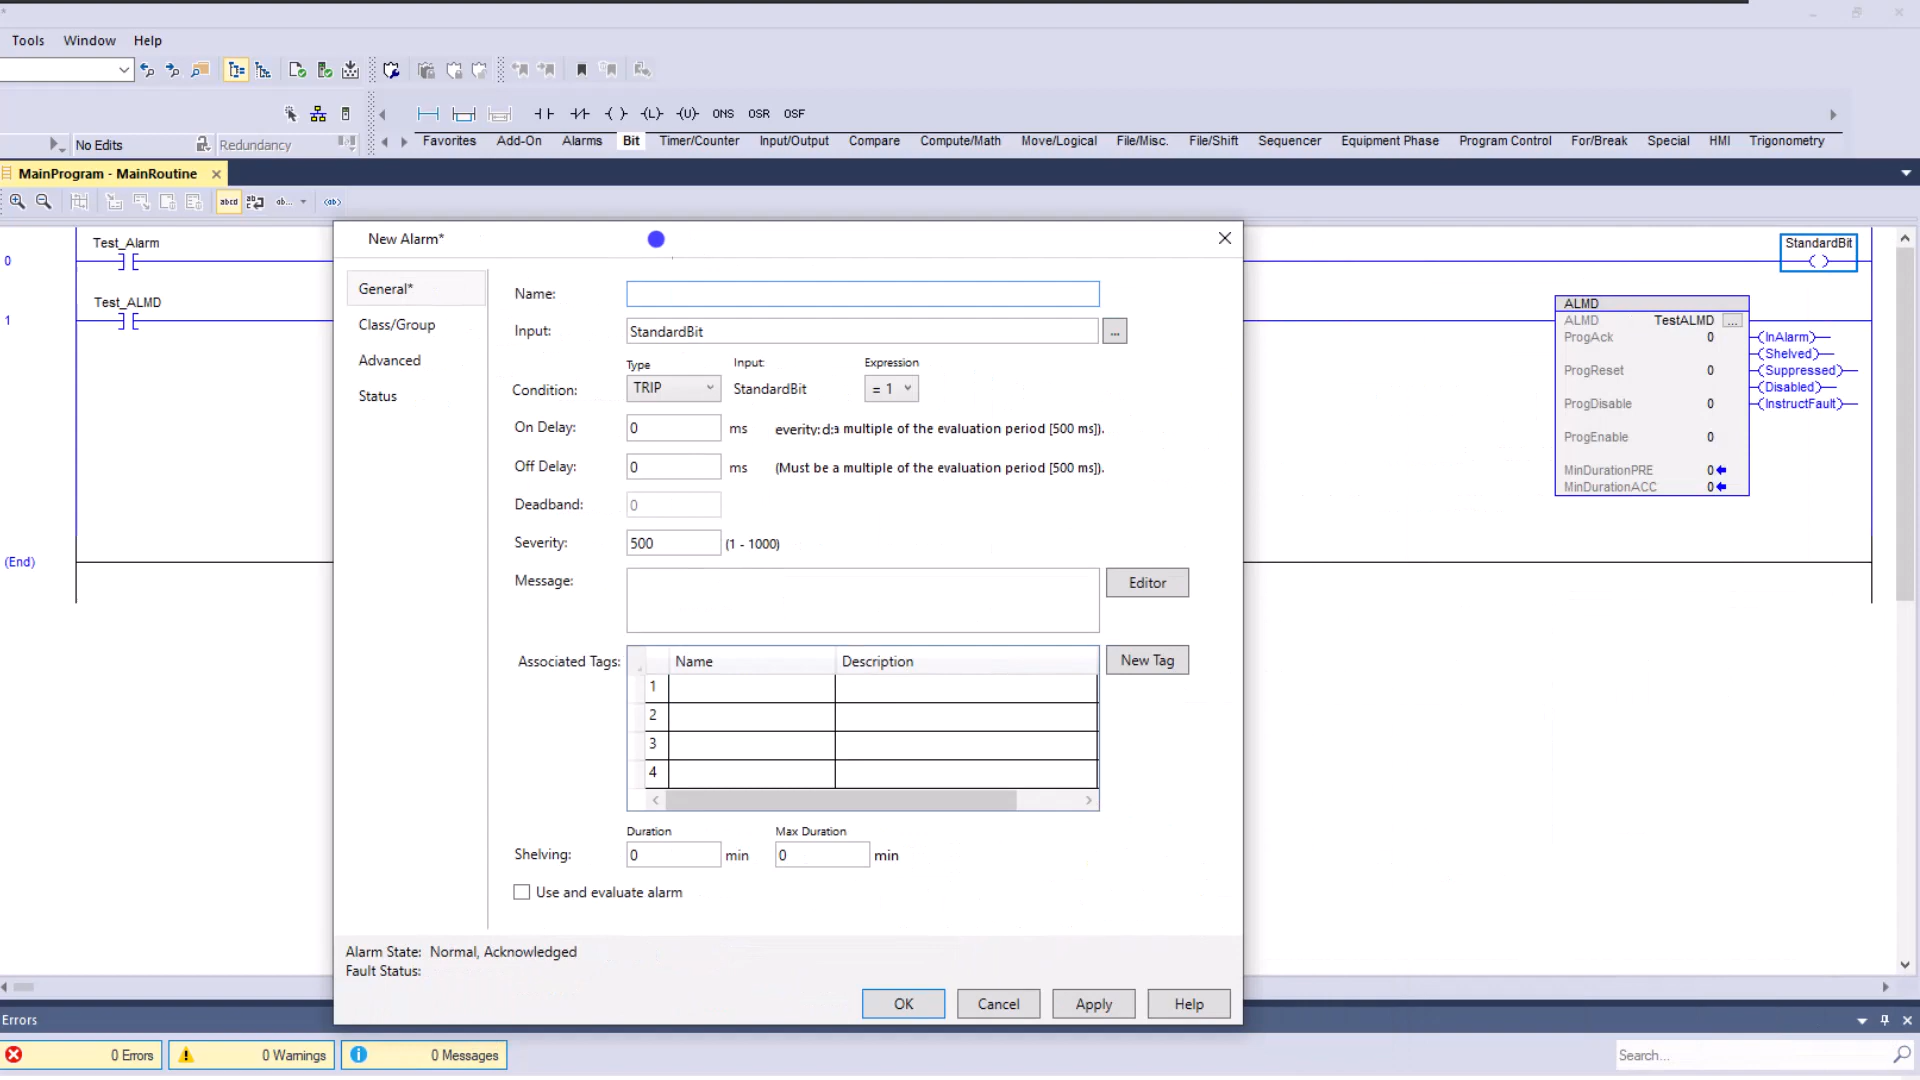 Tools Window Help
ONS OSR OSF
No Edits Redundancy
Favorites Add-On Alarms Bit Timer/Counter Input/Output Compare Compute/Math Move/Logical File/Misc. File/Shift Sequencer Equipment Phase Program Control For/Break Special HMI Trigonometry
MainProgram - MainRoutine
abcd ab...
Test_Alarm
0
Test_ALMD
1
(End)
StandardBit
ALMD
ALMD TestALMD ...
ProgAck 0
ProgReset 0
ProgDisable 0
ProgEnable 0
MinDurationPRE 0
MinDurationACC 0
(InAlarm)
(Shelved)
(Suppressed)
(Disabled)
(InstructFault)
New Alarm*
General*
Class/Group
Advanced
Status
Name:
Input: StandardBit ...
Type Input: Expression
Condition: TRIP StandardBit = 1
On Delay: 0 ms everity: d:a multiple of the evaluation period [500 ms]).
Off Delay: 0 ms (Must be a multiple of the evaluation period [500 ms]).
Deadband: 0
Severity: 500 (1 - 1000)
Message: Editor
Associated Tags: Name Description New Tag
1
2
3
4
Duration Max Duration
Shelving: 0 min 0 min
Use and evaluate alarm
Alarm State: Normal, Acknowledged
Fault Status:
OK Cancel Apply Help
Errors
0 Errors 0 Warnings 0 Messages Search...